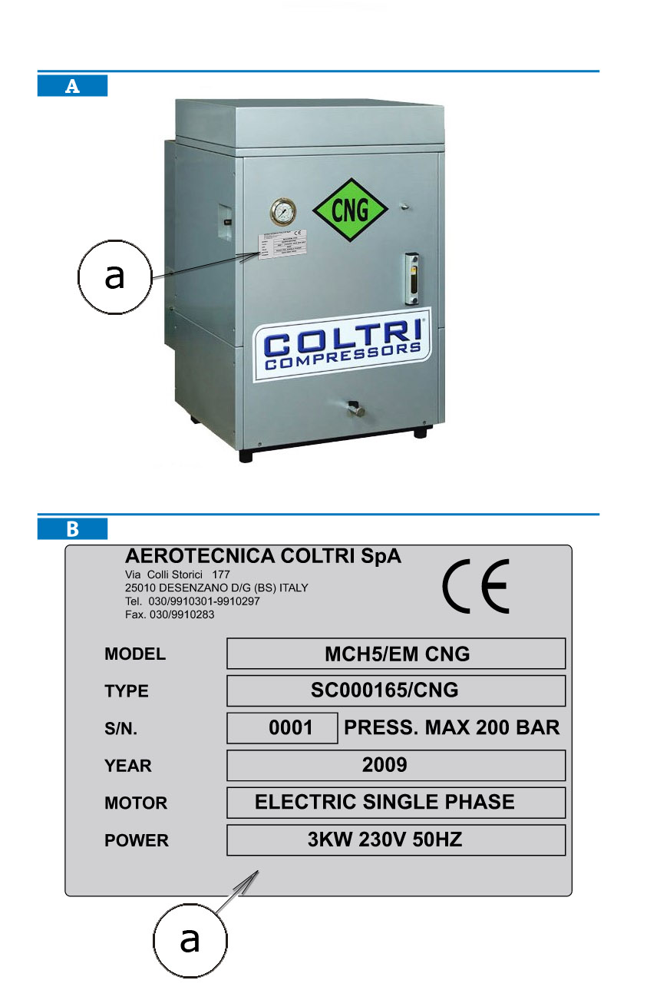 A
CNG
a
COLTRI
COMPRESSORS
B
AEROTECNICA COLTRI SpA
Via Colli Storici 177
25010 DESENZANO D/G (BS) ITALY
Tel. 030/9910301-9910297
Fax. 030/9910283
CE
MODEL MCH5/EM CNG
TYPE SC000165/CNG
S/N. 0001 PRESS. MAX 200 BAR
YEAR 2009
MOTOR ELECTRIC SINGLE PHASE
POWER 3KW 230V 50HZ
a